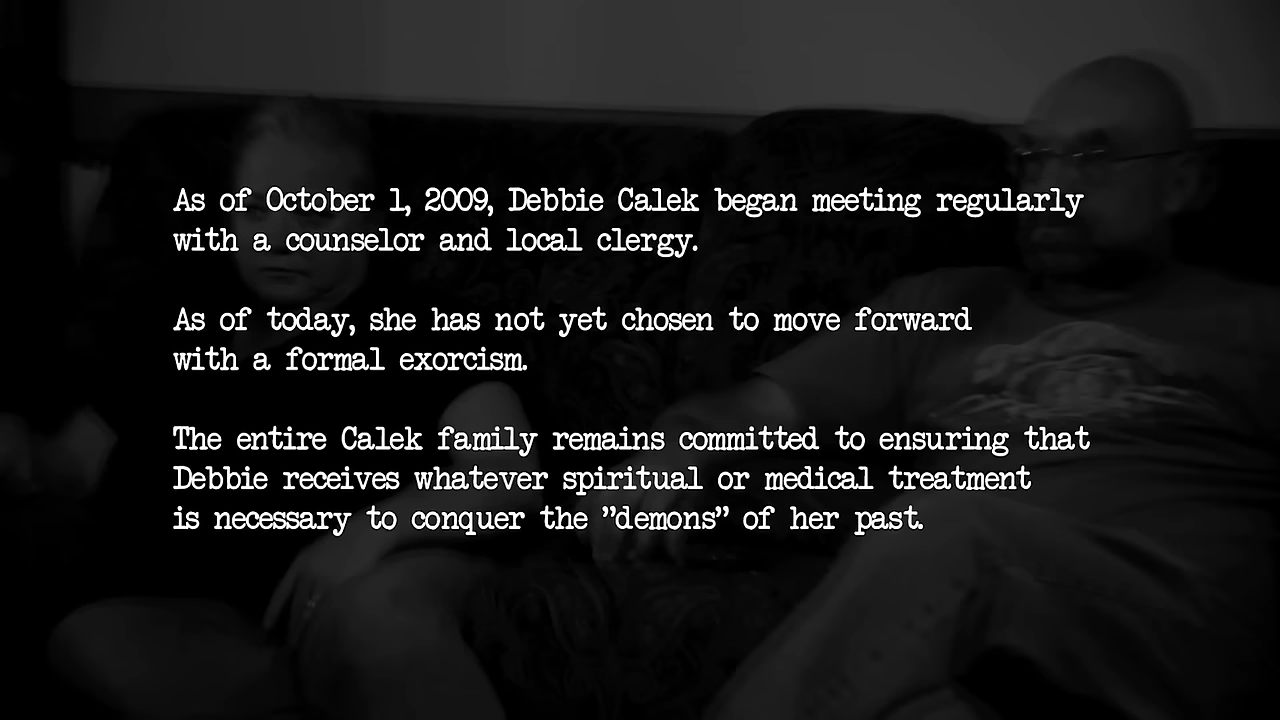 As of October 1, 2009, Debbie Calek began meeting regularly
with a counselor and local clergy.
As of today, she has not yet chosen to move forward
with a formal exorcism.
The entire Calek family remains committed to ensuring that
Debbie receives whatever spiritual or medical treatment
is necessary to conquer the ”demons” of her past.